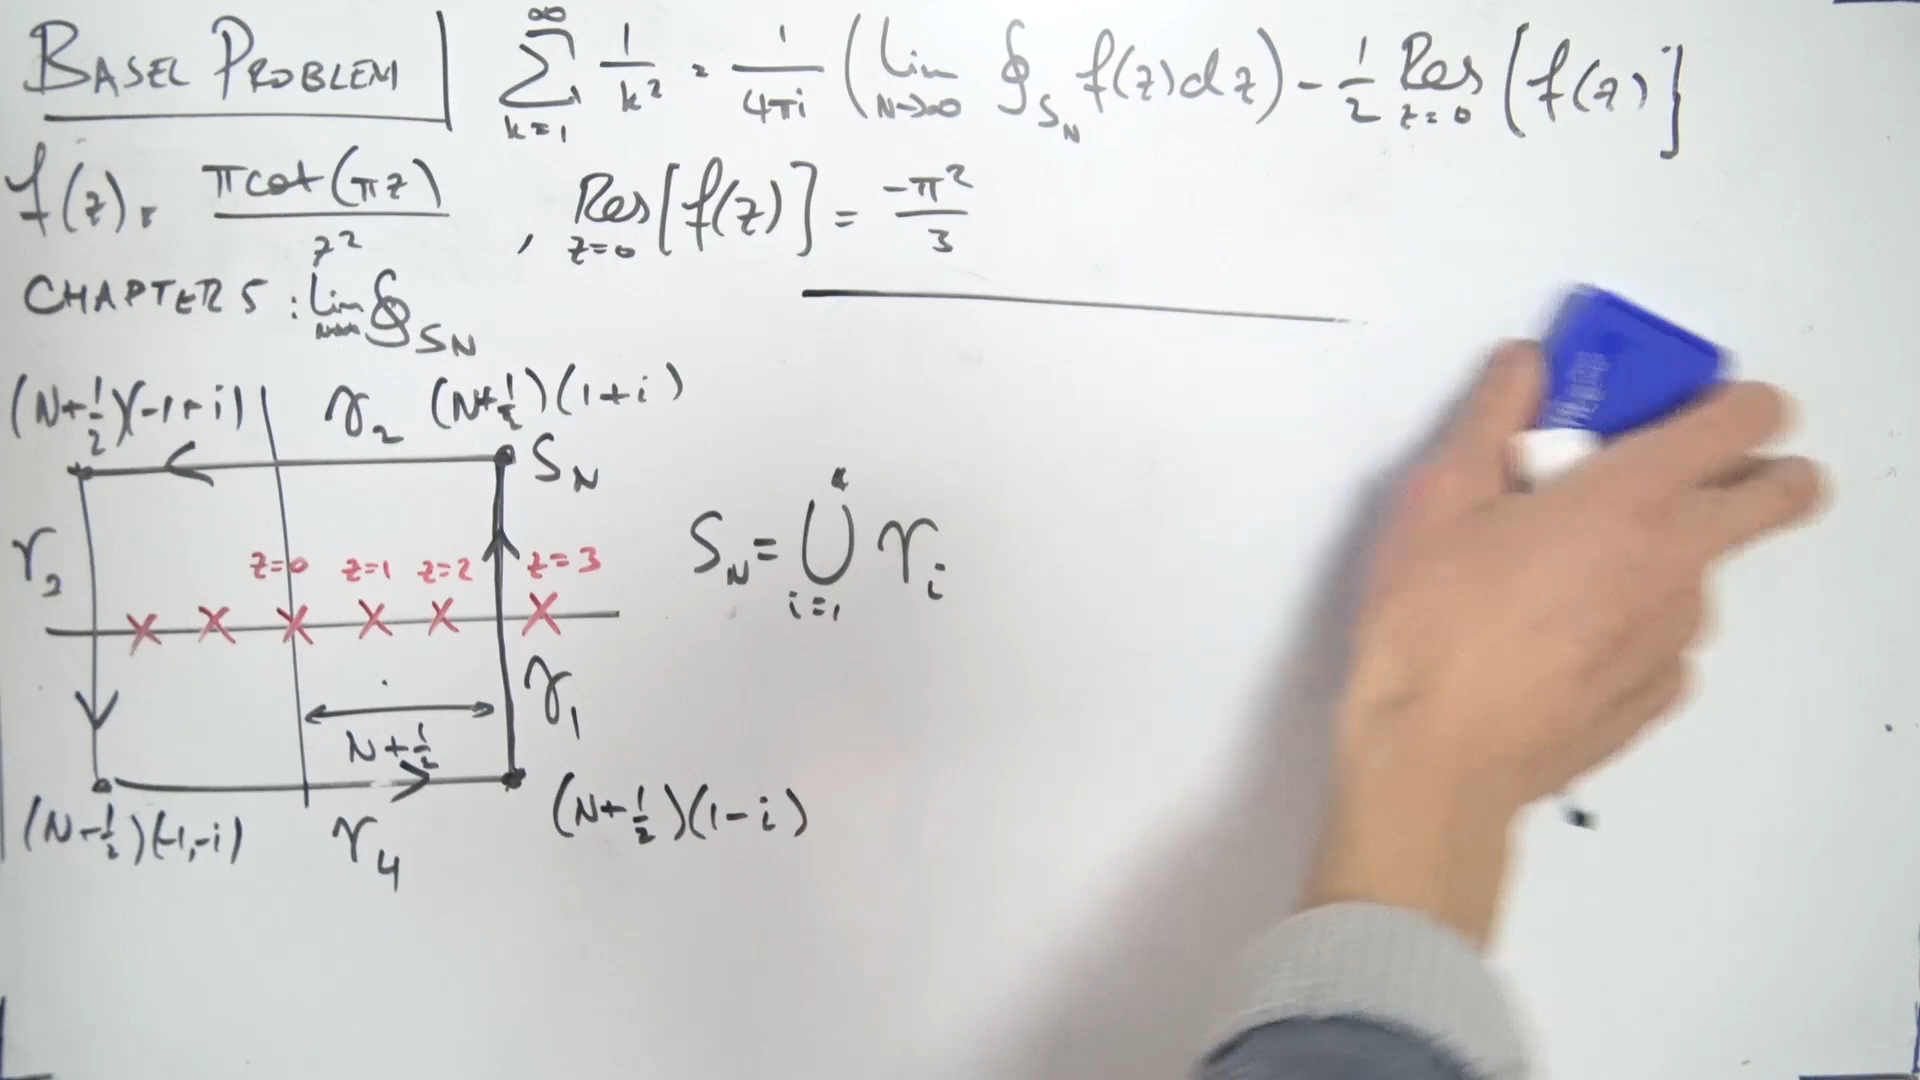 BASEL PROBLEM
∑_{k=1}^{∞} 1/k² = 1/(4πi) (Lim_{N→∞} ∮_{S_N} f(z)dz) - 1/2 Res_{z=0} [f(z)]
f(z) = πcot(πz)/z² , Res_{z=0} [f(z)] = -π²/3
CHAPTER 5 : Lim_{N→∞} ∮_{S_N}
(N+1/2)(-1+i) γ₂ (N+1/2)(1+i)
S_N
γ₃ z=0 z=1 z=2 z=3
S_N = ⋃_{i=1}^{4} γ_i
γ₁
N+1/2
(N+1/2)(-1,-i) γ₄ (N+1/2)(1-i)